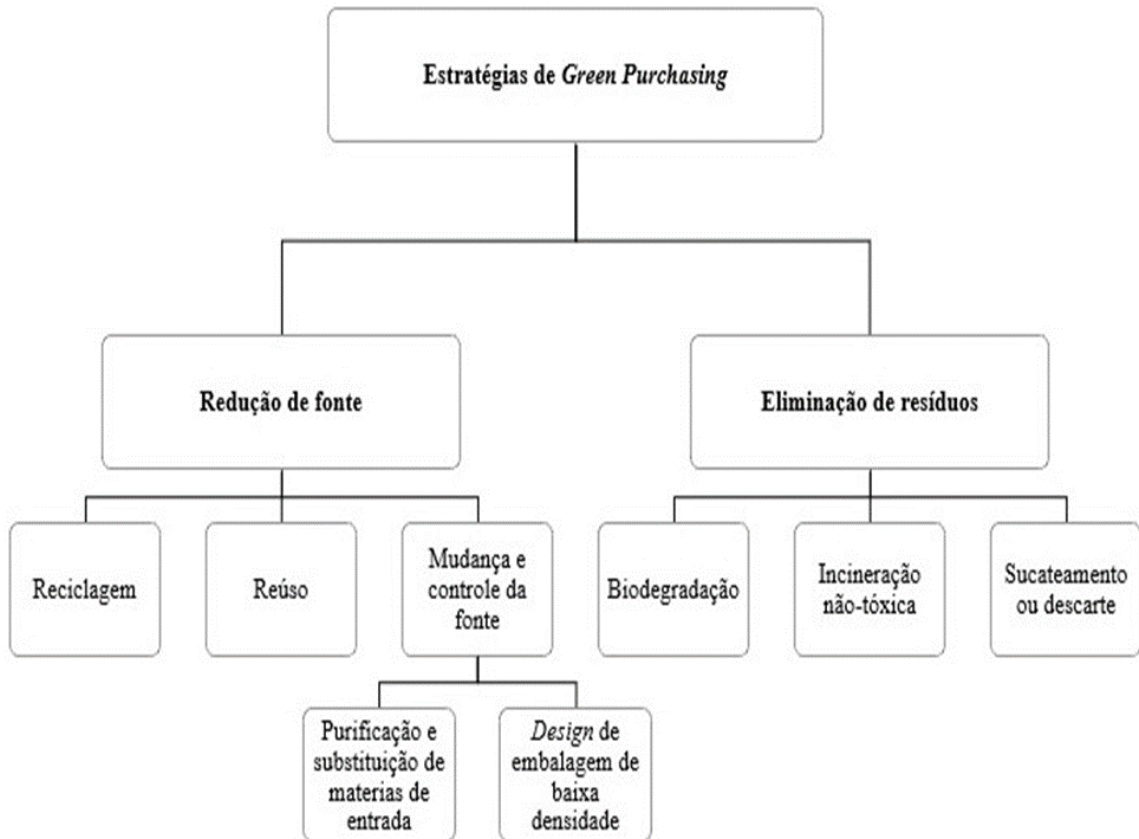 Estratégias de Green Purchasing
Redução de fonte
Eliminação de resíduos
Reciclagem
Reúso
Mudança e
controle da
fonte
Biodegradação
Incineração
não-tóxica
Sucateamento
ou descarte
Purificação e
substituição de
materias de
entrada
Design de
embalagem de
baixa
densidade